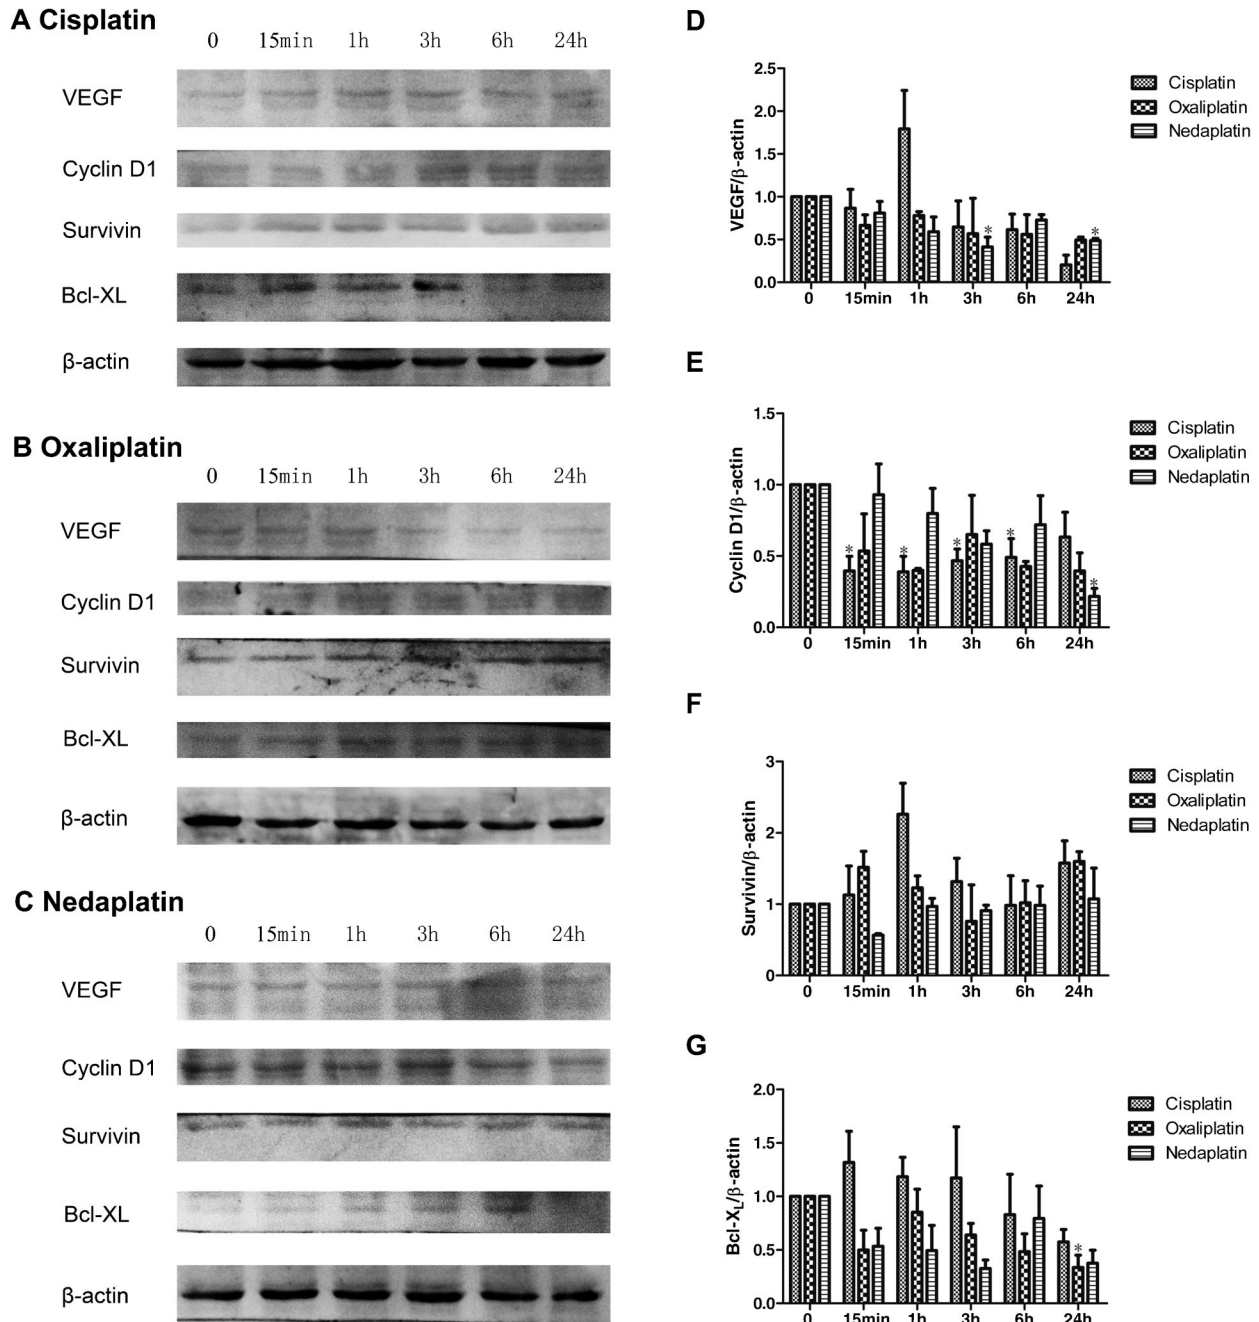 A Cisplatin
0 15min 1h 3h 6h 24h
VEGF
Cyclin D1
Survivin
Bcl-XL
β-actin
B Oxaliplatin
0 15min 1h 3h 6h 24h
VEGF
Cyclin D1
Survivin
Bcl-XL
β-actin
C Nedaplatin
0 15min 1h 3h 6h 24h
VEGF
Cyclin D1
Survivin
Bcl-XL
β-actin
D
VEGF/β-actin
2.5
2.0
1.5
1.0
0.5
0.0
* *
0 15min 1h 3h 6h 24h
Cisplatin
Oxaliplatin
Nedaplatin
E
Cyclin D1/β-actin
1.5
1.0
0.5
0.0
* * * * *
0 15min 1h 3h 6h 24h
Cisplatin
Oxaliplatin
Nedaplatin
F
Survivin/β-actin
3
2
1
0
0 15min 1h 3h 6h 24h
Cisplatin
Oxaliplatin
Nedaplatin
G
Bcl-XL/β-actin
2.0
1.5
1.0
0.5
0.0
*
0 15min 1h 3h 6h 24h
Cisplatin
Oxaliplatin
Nedaplatin